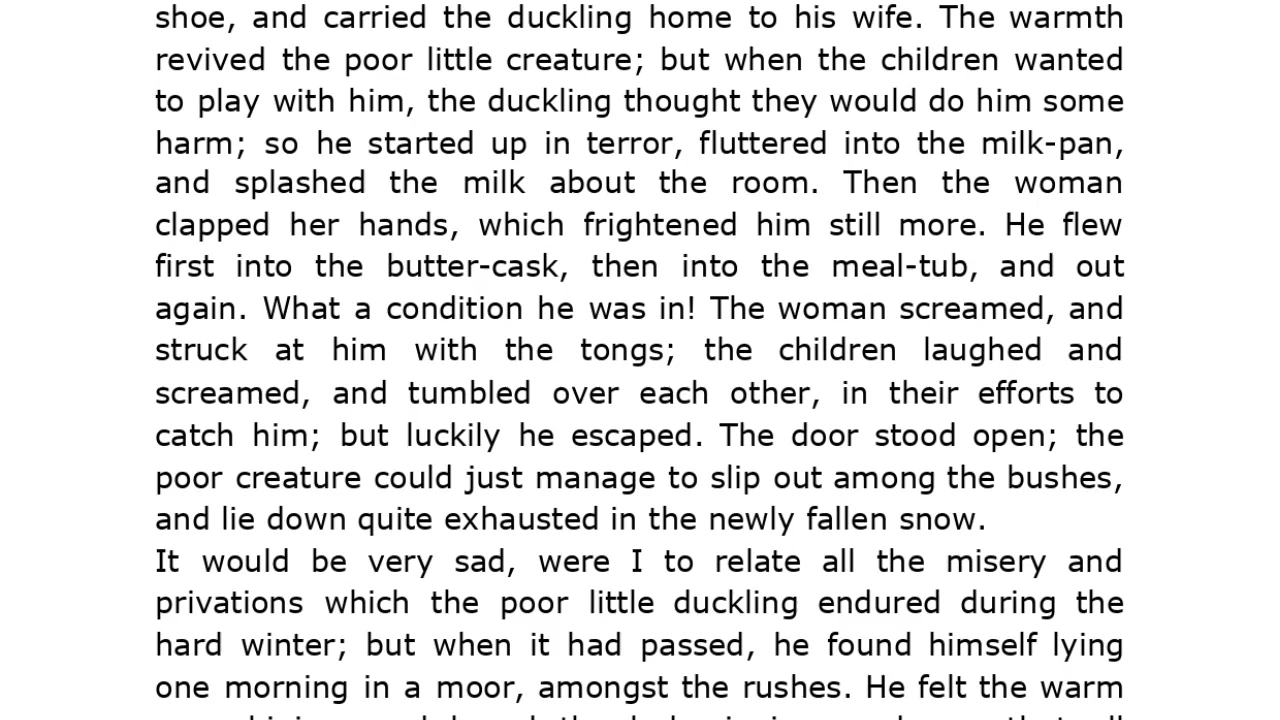 shoe, and carried the duckling home to his wife. The warmth
revived the poor little creature; but when the children wanted
to play with him, the duckling thought they would do him some
harm; so he started up in terror, fluttered into the milk-pan,
and splashed the milk about the room. Then the woman
clapped her hands, which frightened him still more. He flew
first into the butter-cask, then into the meal-tub, and out
again. What a condition he was in! The woman screamed, and
struck at him with the tongs; the children laughed and
screamed, and tumbled over each other, in their efforts to
catch him; but luckily he escaped. The door stood open; the
poor creature could just manage to slip out among the bushes,
and lie down quite exhausted in the newly fallen snow.
It would be very sad, were I to relate all the misery and
privations which the poor little duckling endured during the
hard winter; but when it had passed, he found himself lying
one morning in a moor, amongst the rushes. He felt the warm